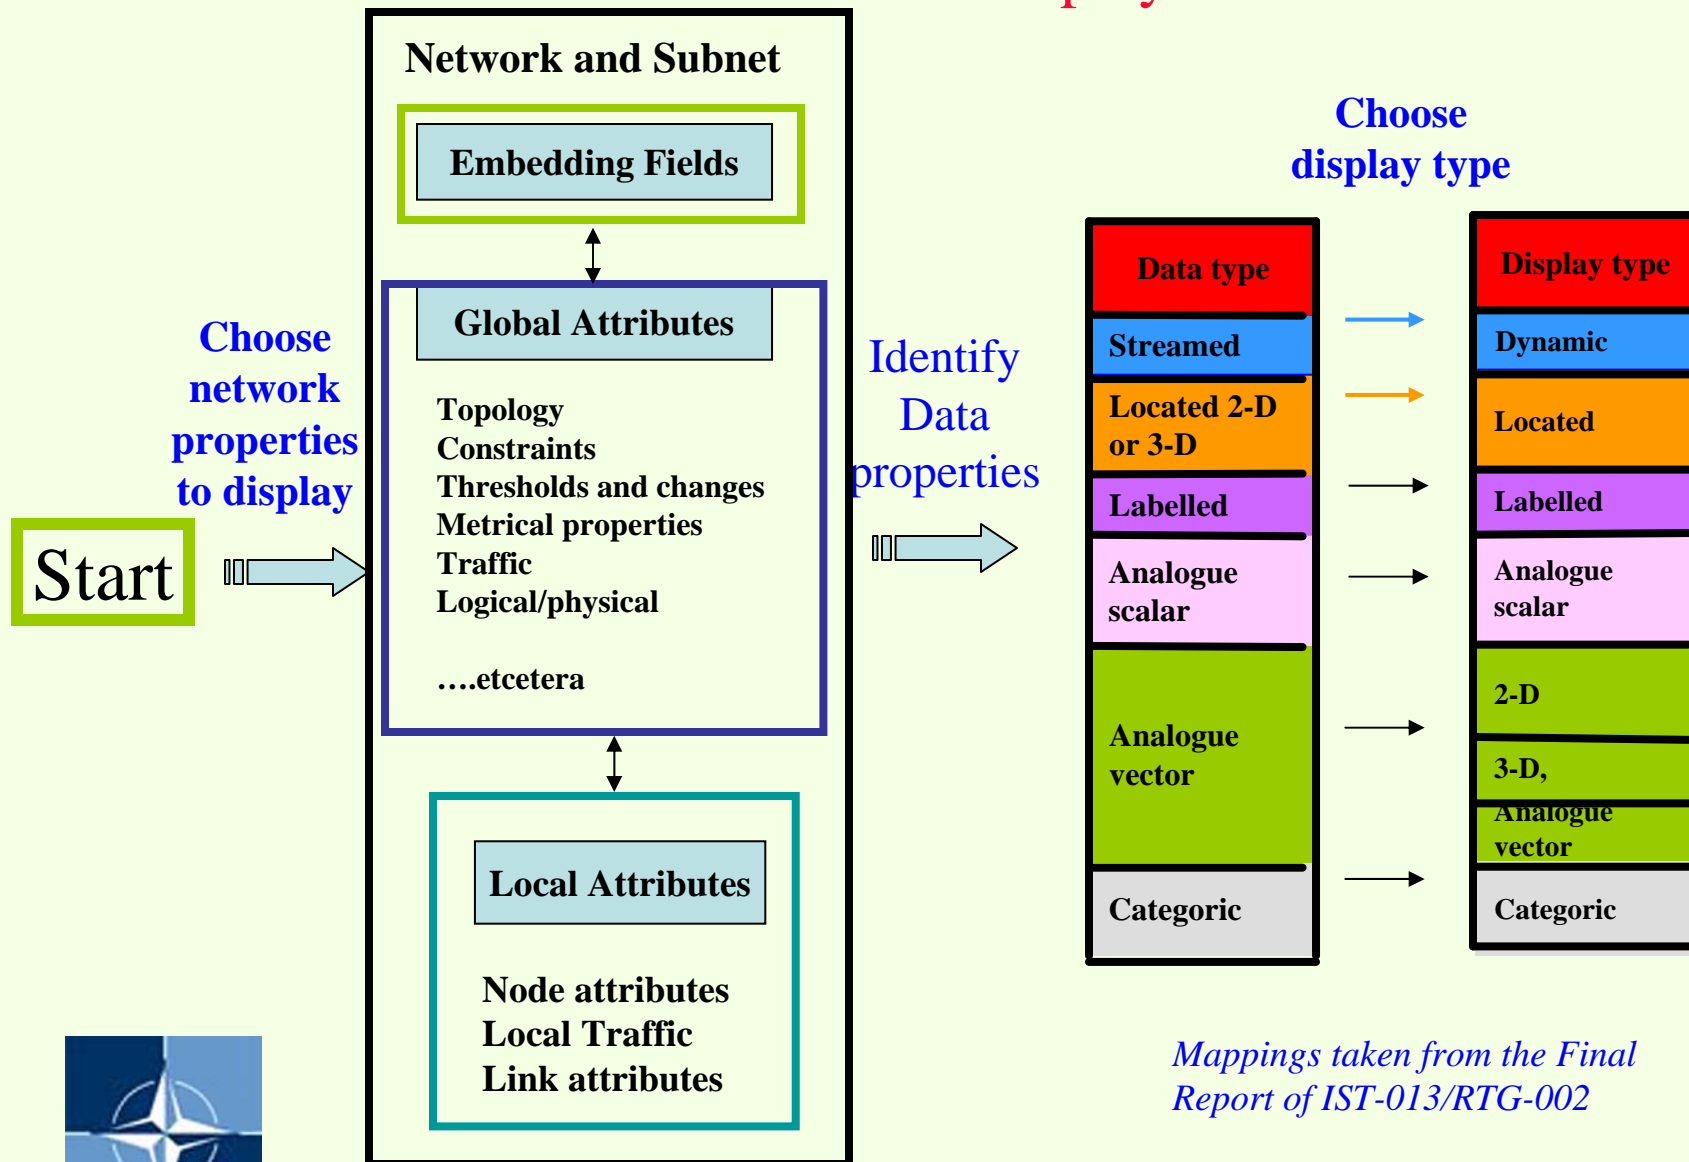 Network and Subnet
Embedding Fields
Global Attributes
Topology
Constraints
Thresholds and changes
Metrical properties
Traffic
Logical/physical
….etcetera
Local Attributes
Node attributes
Local Traffic
Link attributes
Start
Choose
network
properties
to display
Identify
Data
properties
Choose
display type
Data type
Streamed
Located 2-D
or 3-D
Labelled
Analogue
scalar
Analogue
vector
Categoric
Display type
Dynamic
Located
Labelled
Analogue
scalar
2-D
3-D,
Analogue
vector
Categoric
Mappings taken from the Final
Report of IST-013/RTG-002